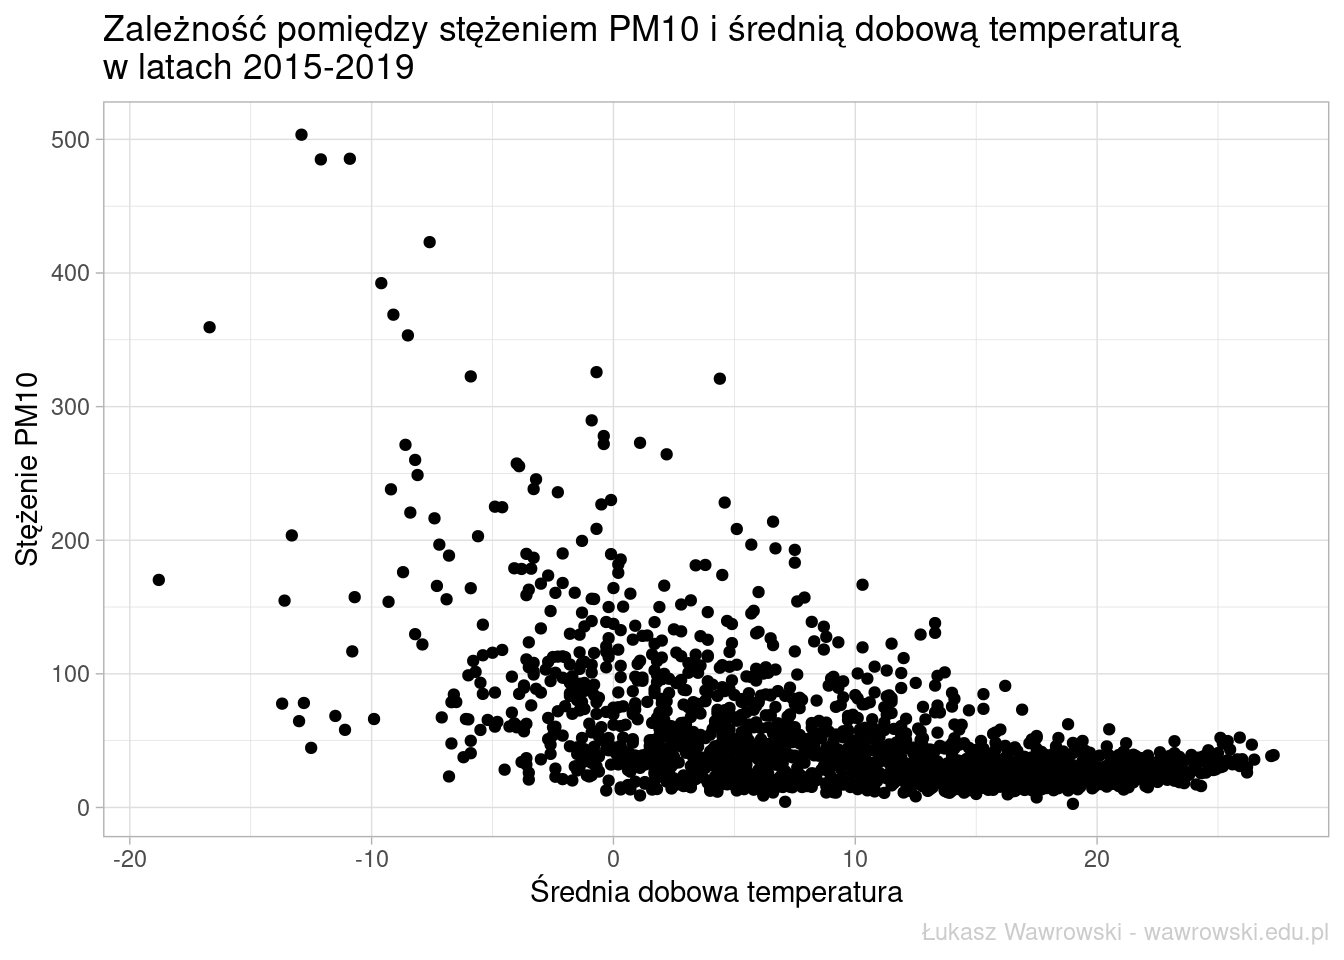 Zależność pomiędzy stężeniem PM10 i średnią dobową temperaturą
w latach 2015-2019
500
400
300
200
100
0
Stężenie PM10
-20 -10 0 10 20
Średnia dobowa temperatura
Łukasz Wawrowski - wawrowski.edu.pl